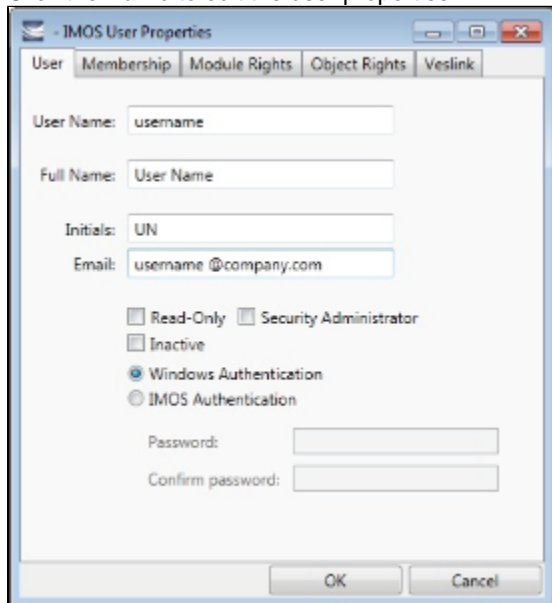 - IMOS User Properties
User Membership Module Rights Object Rights Veslink
User Name: username
Full Name: User Name
Initials: UN
Email: username @company.com
Read-Only Security Administrator
Inactive
Windows Authentication
IMOS Authentication
Password:
Confirm password:
OK Cancel